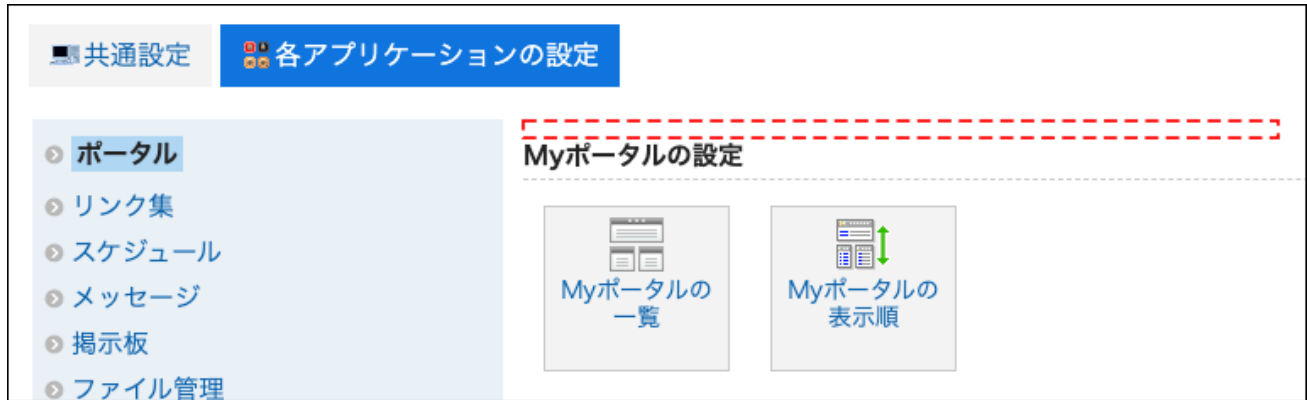 共通設定
各アプリケーションの設定
ポータル
リンク集
スケジュール
メッセージ
掲示板
ファイル管理
Myポータルの設定
Myポータルの
一覧
Myポータルの
表示順